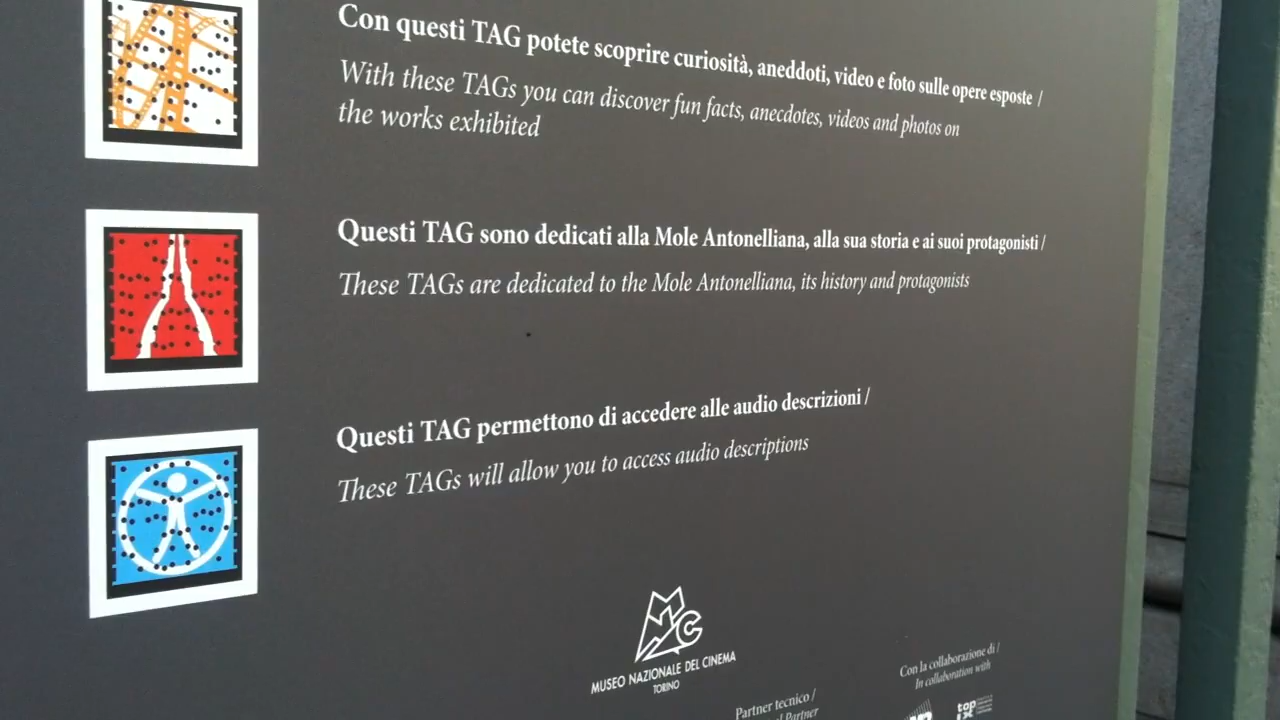 Con questi TAG potete scoprire curiosità, aneddoti, video e foto sulle opere esposte /
With these TAGs you can discover fun facts, anecdotes, videos and photos on
the works exhibited
Questi TAG sono dedicati alla Mole Antonelliana, alla sua storia e ai suoi protagonisti /
These TAGs are dedicated to the Mole Antonelliana, its history and protagonists
Questi TAG permettono di accedere alle audio descrizioni /
These TAGs will allow you to access audio descriptions
MNC
MUSEO NAZIONALE DEL CINEMA
TORINO
Con la collaborazione di /
In collaboration with
Partner tecnico /
Partner
top
ix